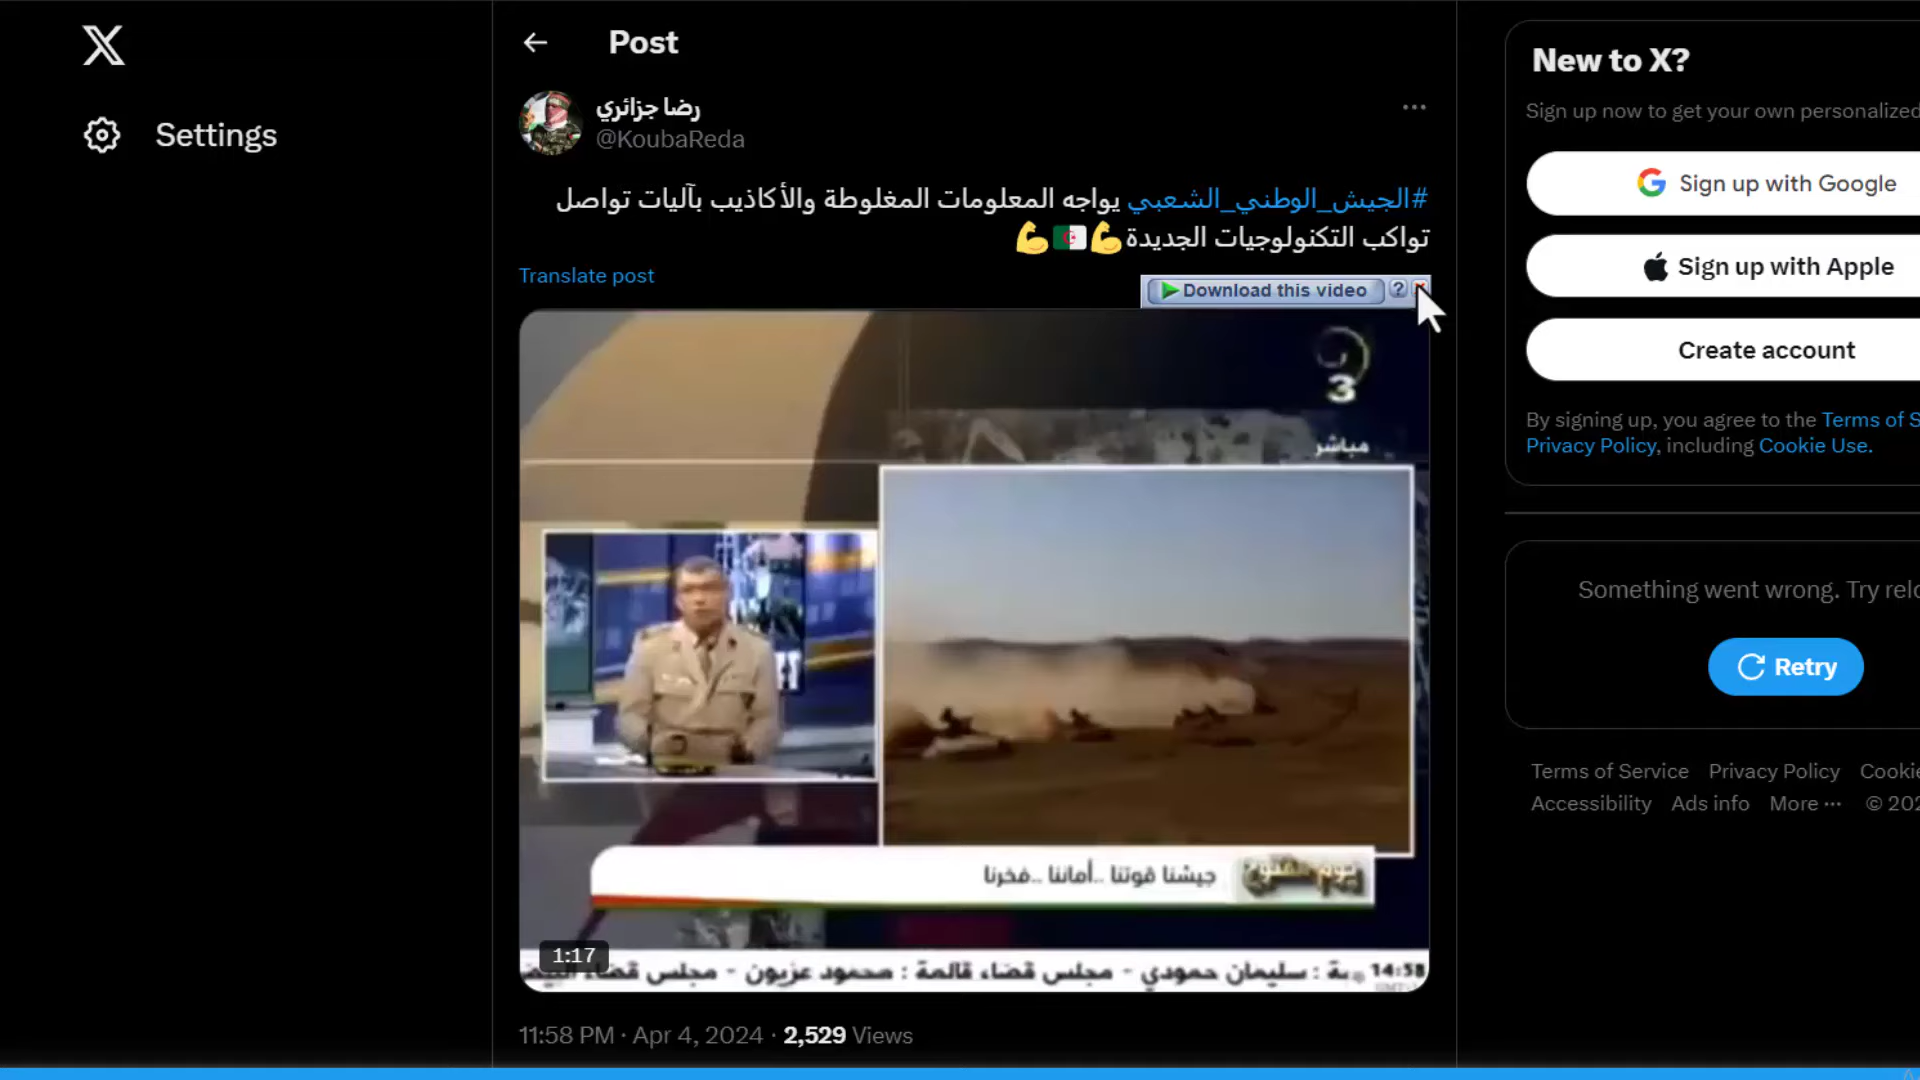 Post
Settings
رضا جزائري
@KoubaReda
#الجيش_الوطني_الشعبي يواجه المعلومات المغلوطة والأكاذيب بآليات تواصل
تواكب التكنولوجيات الجديدة💪🇩🇿💪
Translate post
Download this video ?
3
مباشر
جيشنا قوتنا ..أماننا ..فخرنا
1:17
سليمان حمودي - مجلس قضاء قالمة : محمود عزيون - مجلس
14:58
11:58 PM · Apr 4, 2024 · 2,529 Views
New to X?
Sign up now to get your own personalized
Sign up with Google
Sign up with Apple
Create account
By signing up, you agree to the Terms of S
Privacy Policy, including Cookie Use.
Something went wrong. Try relo
Retry
Terms of Service Privacy Policy Cookie
Accessibility Ads info More ··· © 202